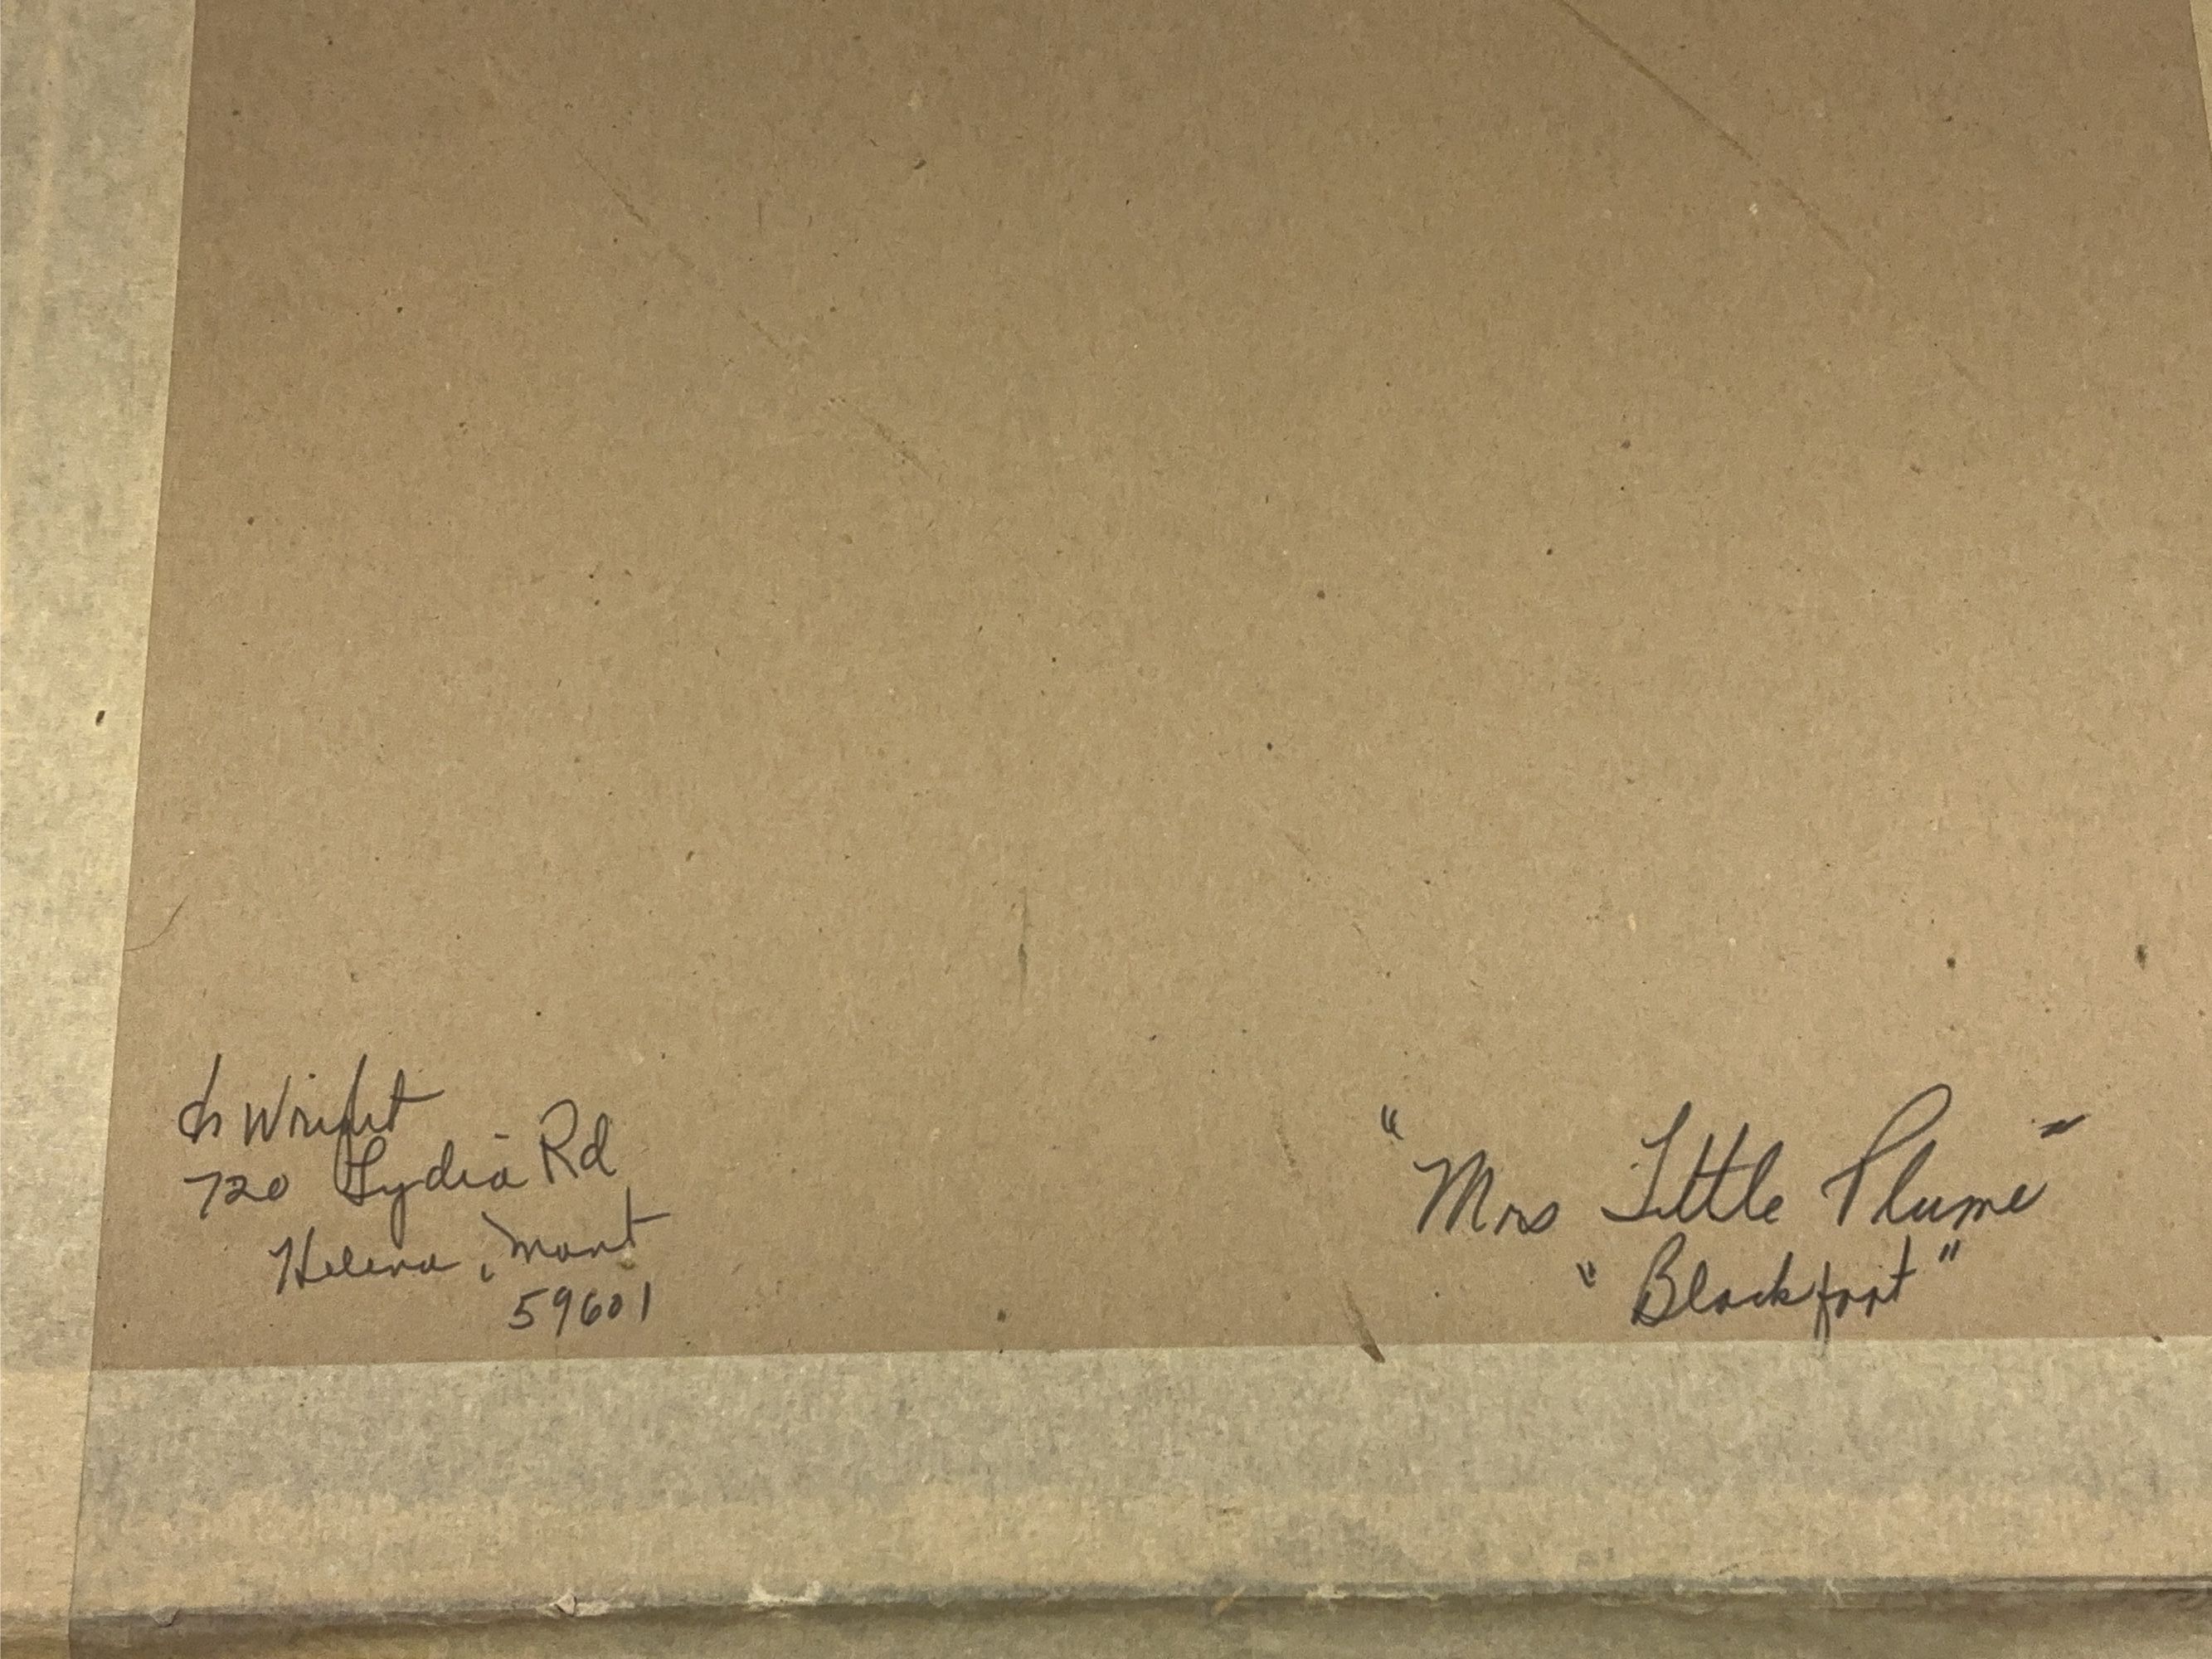 Wright
720 Lydia Rd
Helena, Mont
59601
"Mrs Little Plume"
"Blackfoot"